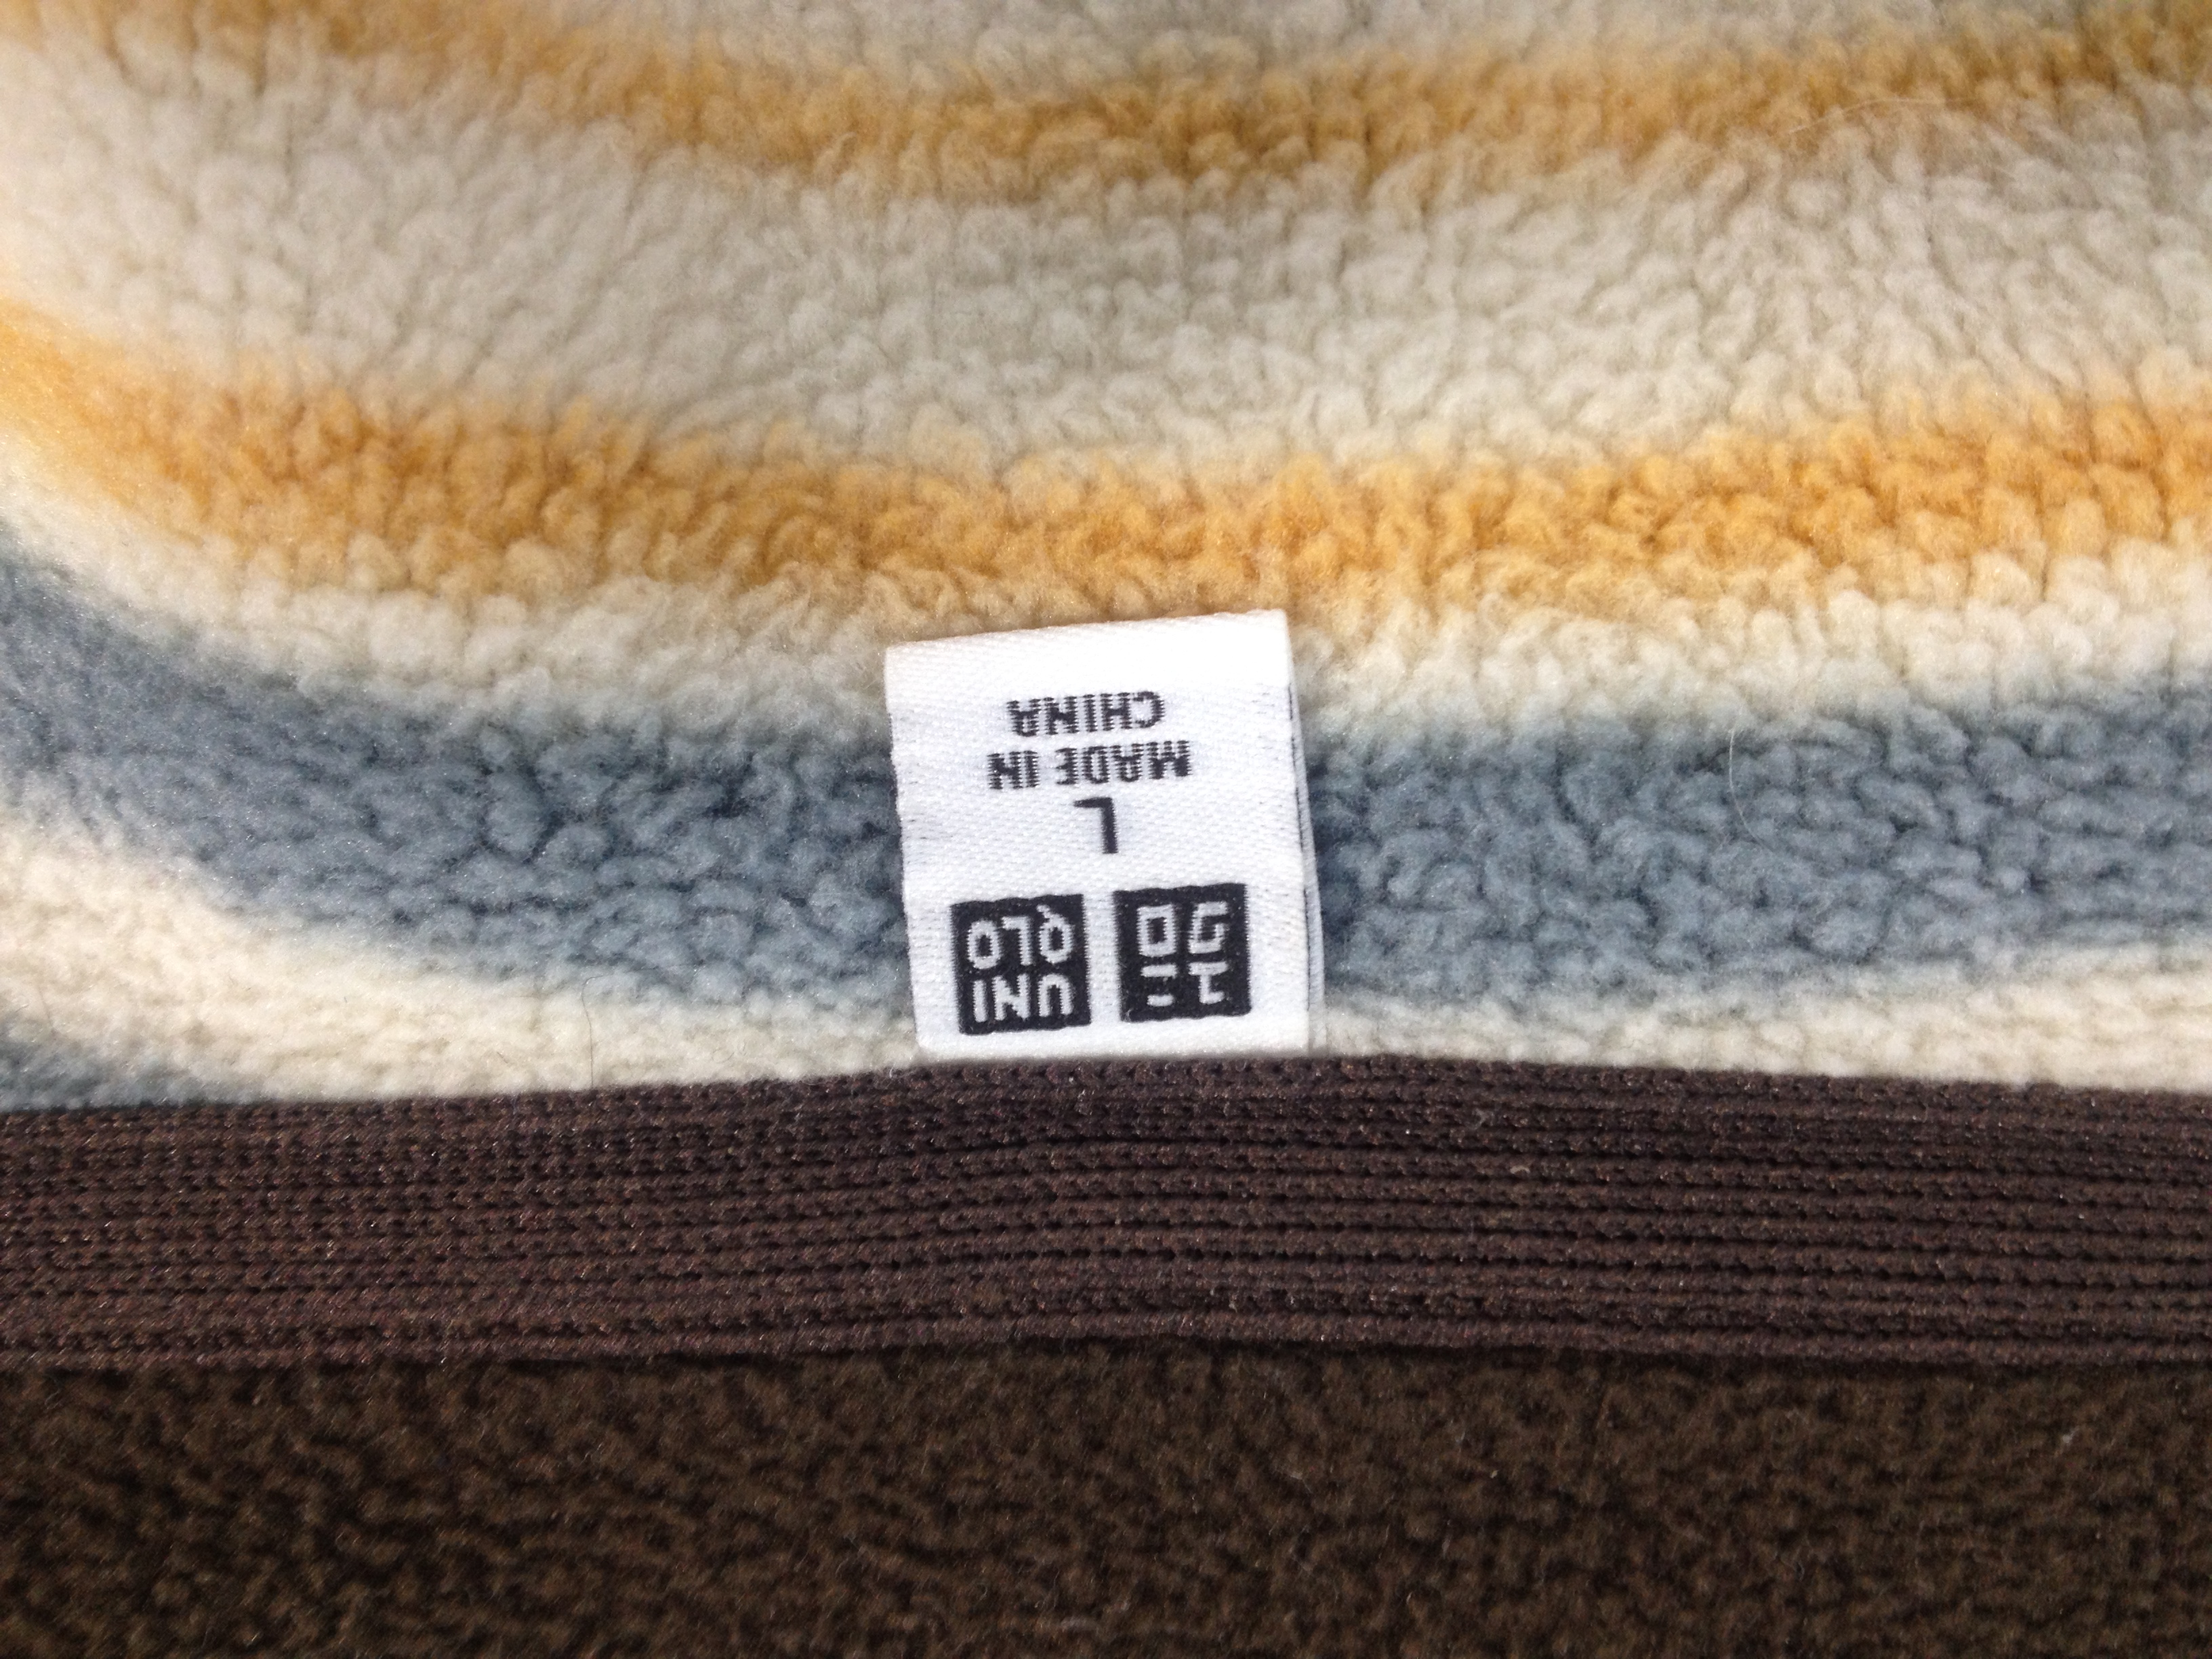 ユニ
クロ
UNI
QLO
L
MADE IN
CHINA